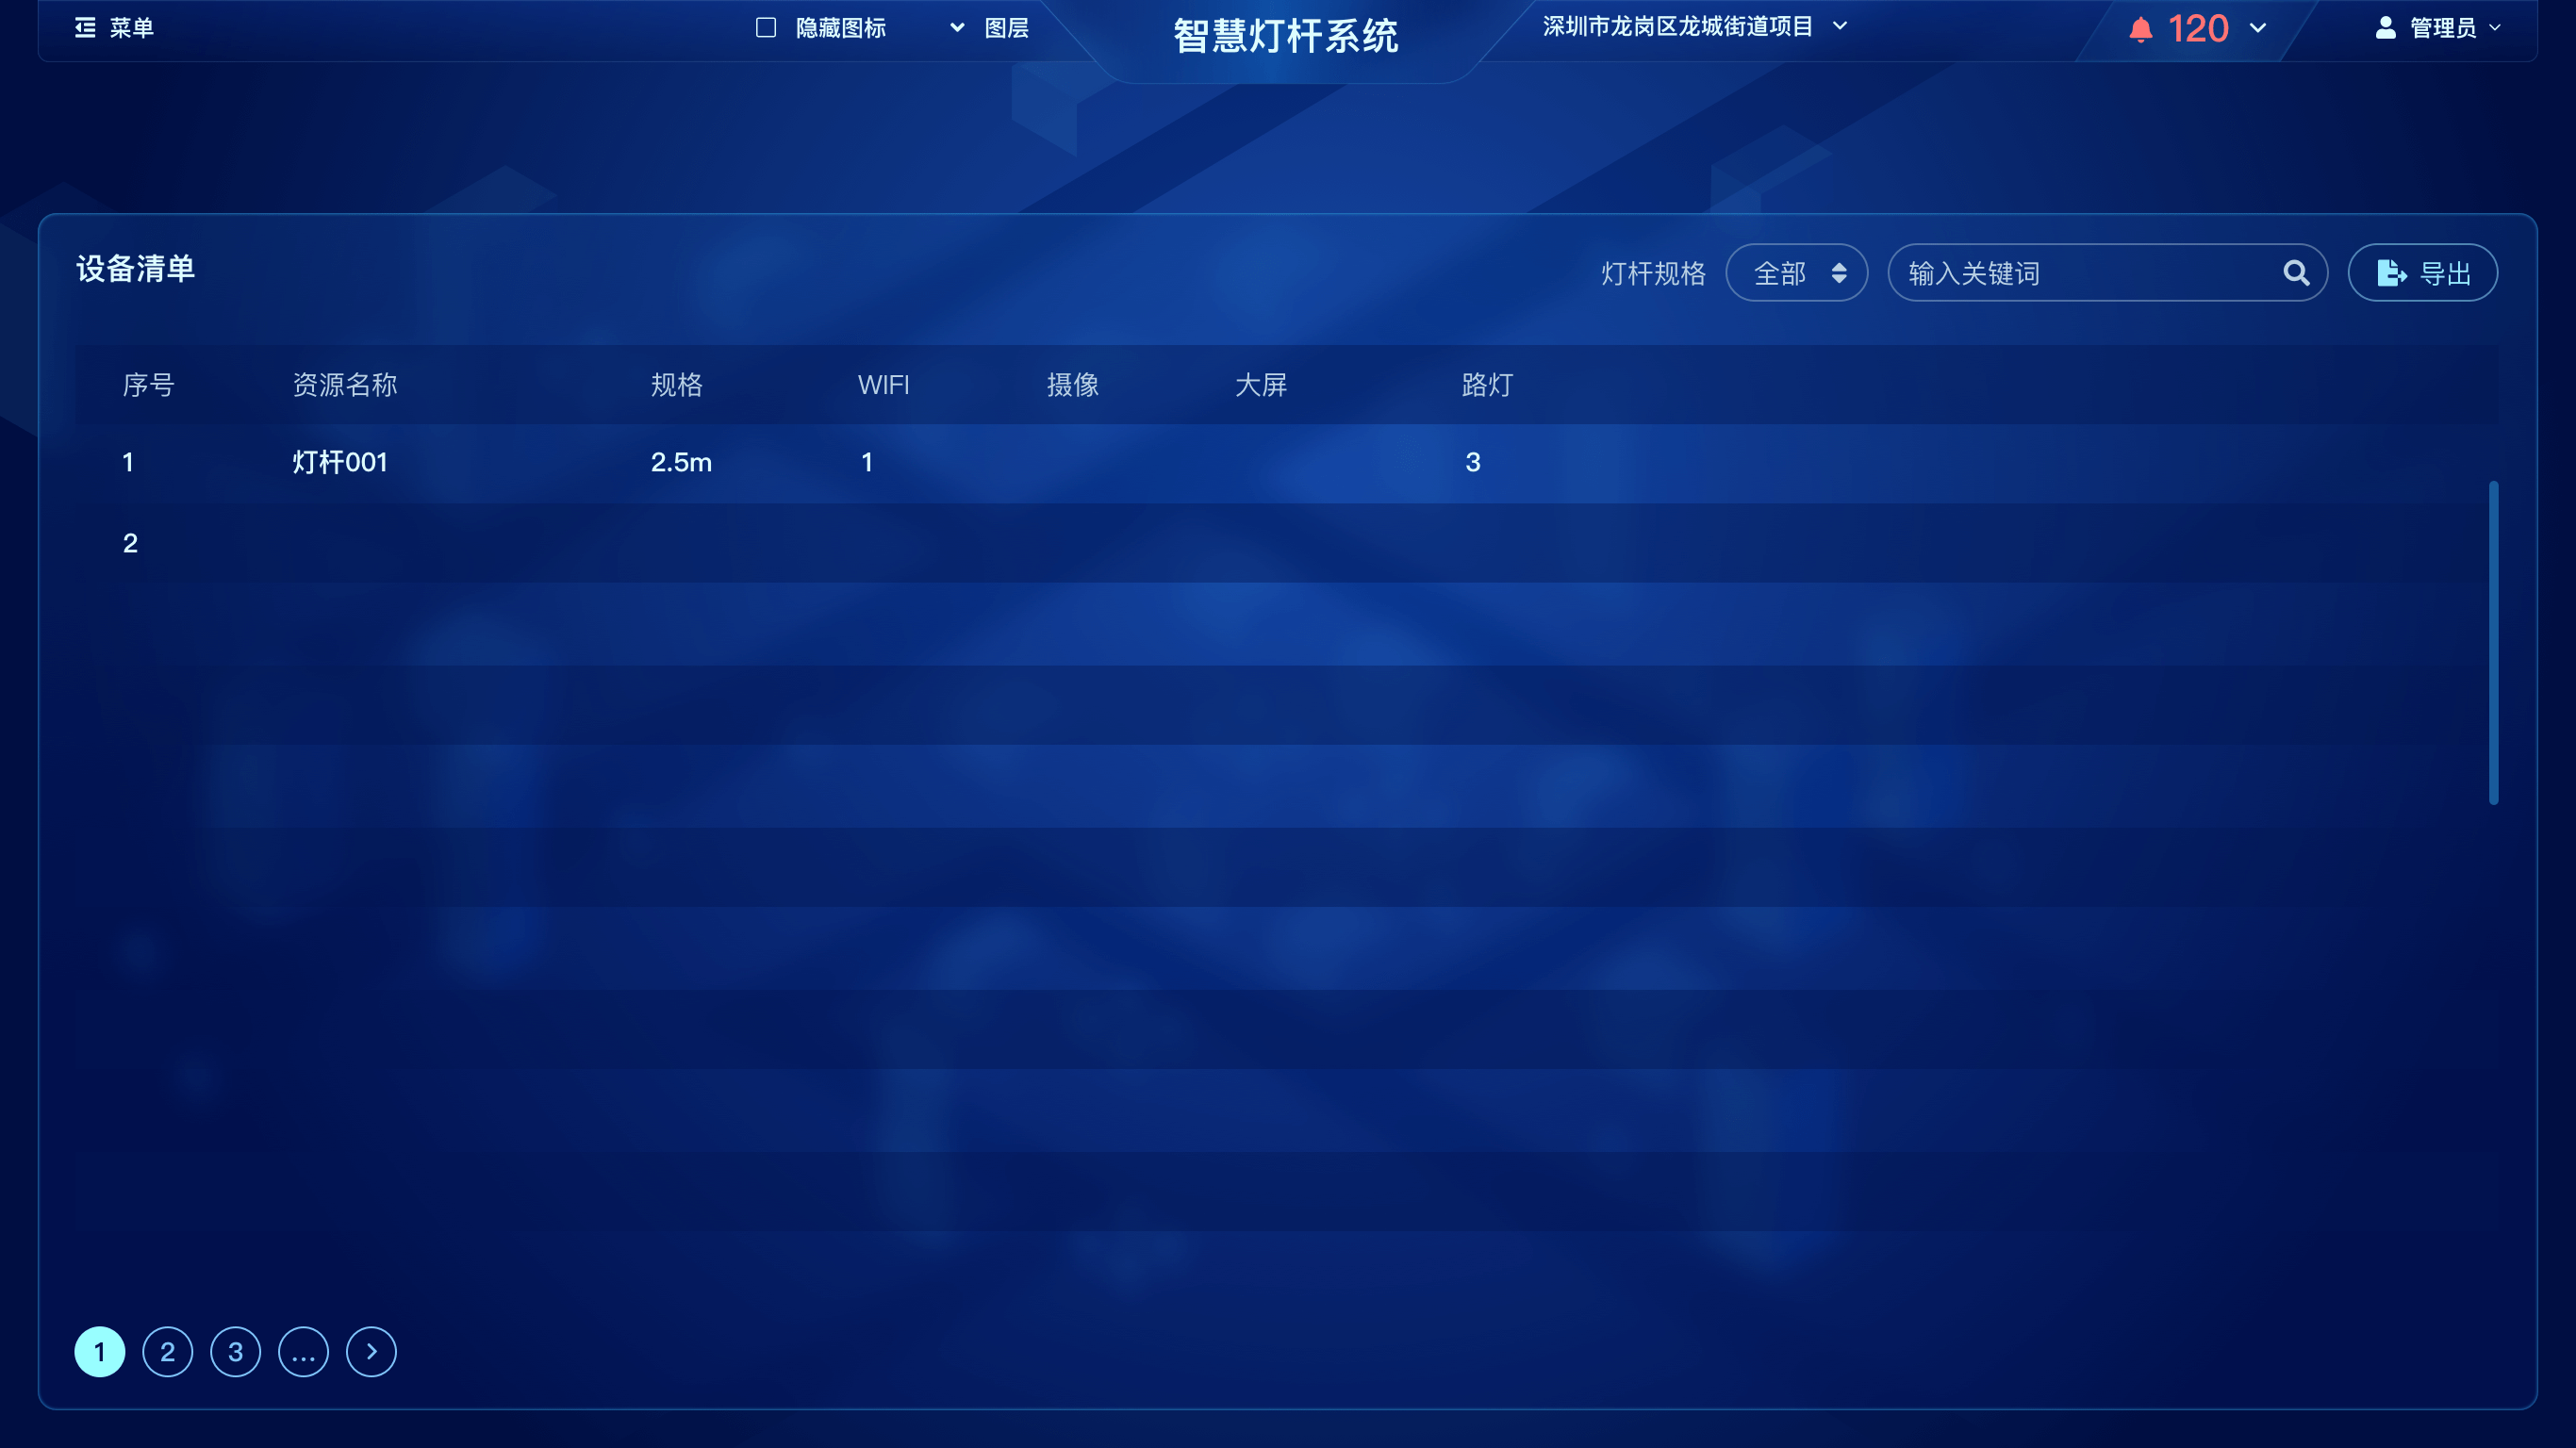 菜单 隐藏图标 图层 智慧灯杆系统 深圳市龙岗区龙城街道项目 120 管理员
设备清单 灯杆规格 全部 输入关键词 导出
序号 资源名称 规格 WIFI 摄像 大屏 路灯
1 灯杆001 2.5m 1 3
2
1 2 3 ...